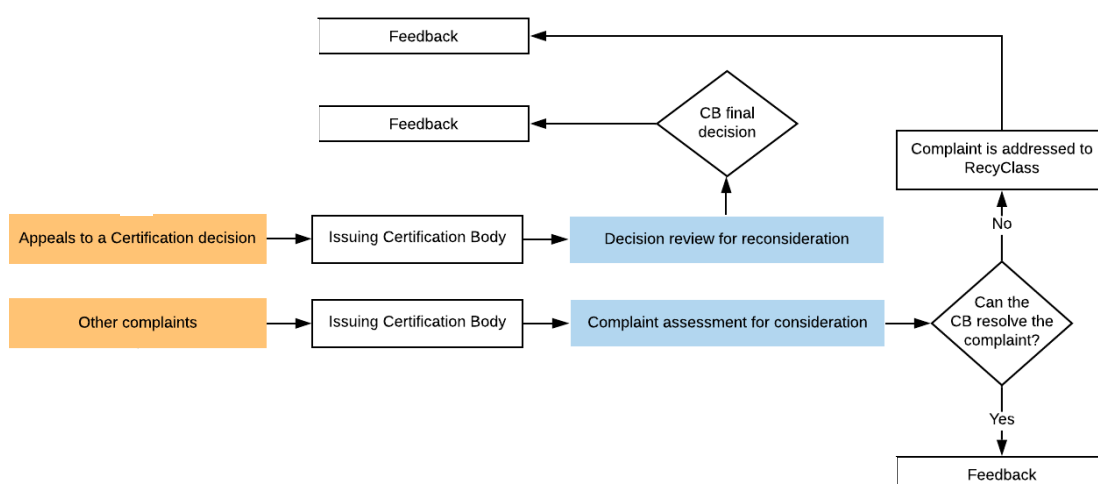 Feedback
Feedback
CB final
decision
Complaint is addressed to
RecyClass
Appeals to a Certification decision
Issuing Certification Body
Decision review for reconsideration
No
Other complaints
Issuing Certification Body
Complaint assessment for consideration
Can the
CB resolve the
complaint?
Yes
Feedback